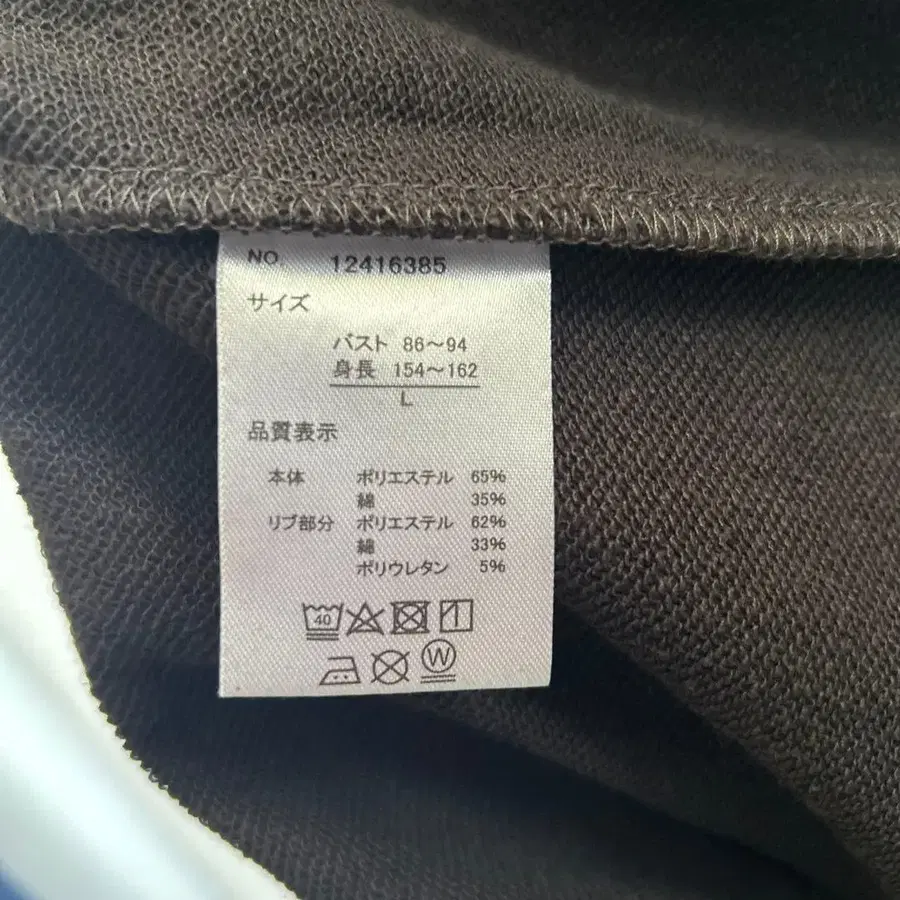 NO. 12416385
サイズ
バスト 86～94
身長 154～162
L
品質表示
本体 ポリエステル 65%
綿 35%
リブ部分 ポリエステル 62%
綿 33%
ポリウレタン 5%
40
W